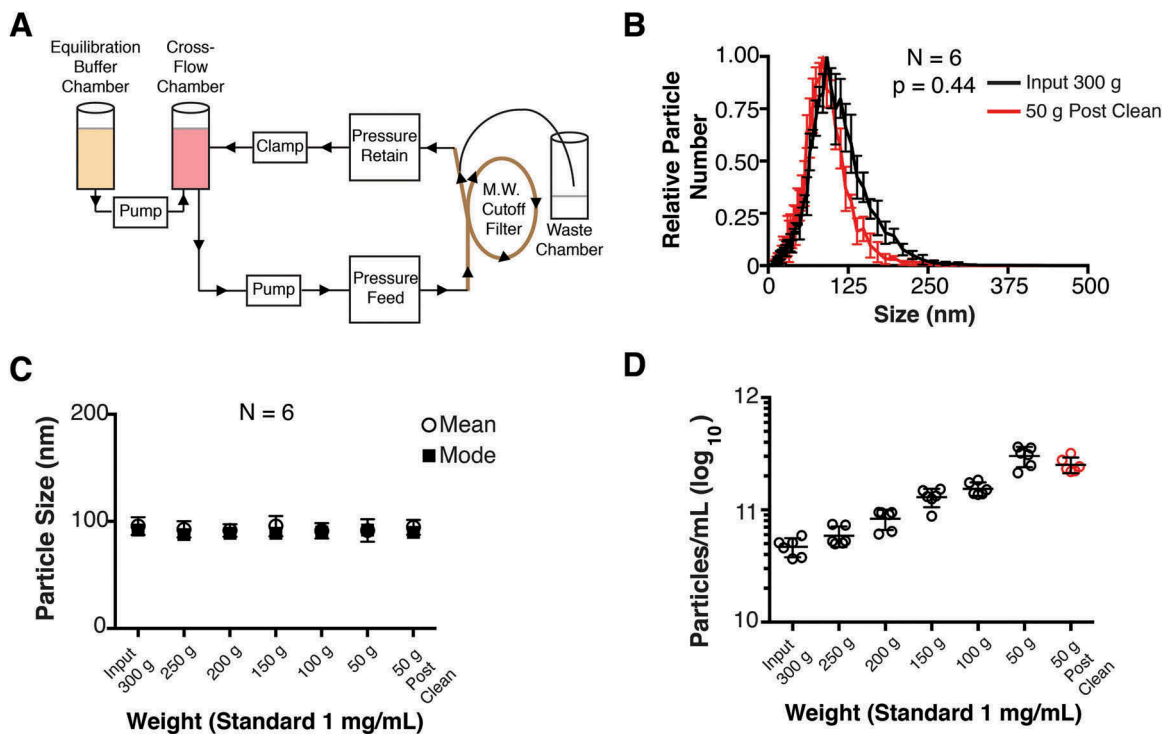 A
Equilibration
Buffer
Chamber
Cross-
Flow
Chamber
Pump
Clamp
Pressure
Retain
M.W.
Cutoff
Filter
Waste
Chamber
Pump
Pressure
Feed
B
N = 6
p = 0.44
Input 300 g
50 g Post Clean
Relative Particle
Number
1.00
0.75
0.50
0.25
0
0
125
250
375
500
Size (nm)
C
N = 6
Mean
Mode
Particle Size (nm)
200
100
0
Input
300 g
250 g
200 g
150 g
100 g
50 g
50 g
Post
Clean
Weight (Standard 1 mg/mL)
D
Particles/mL (log 10)
12
11
10
Input
300 g
250 g
200 g
150 g
100 g
50 g
50 g
Post
Clean
Weight (Standard 1 mg/mL)